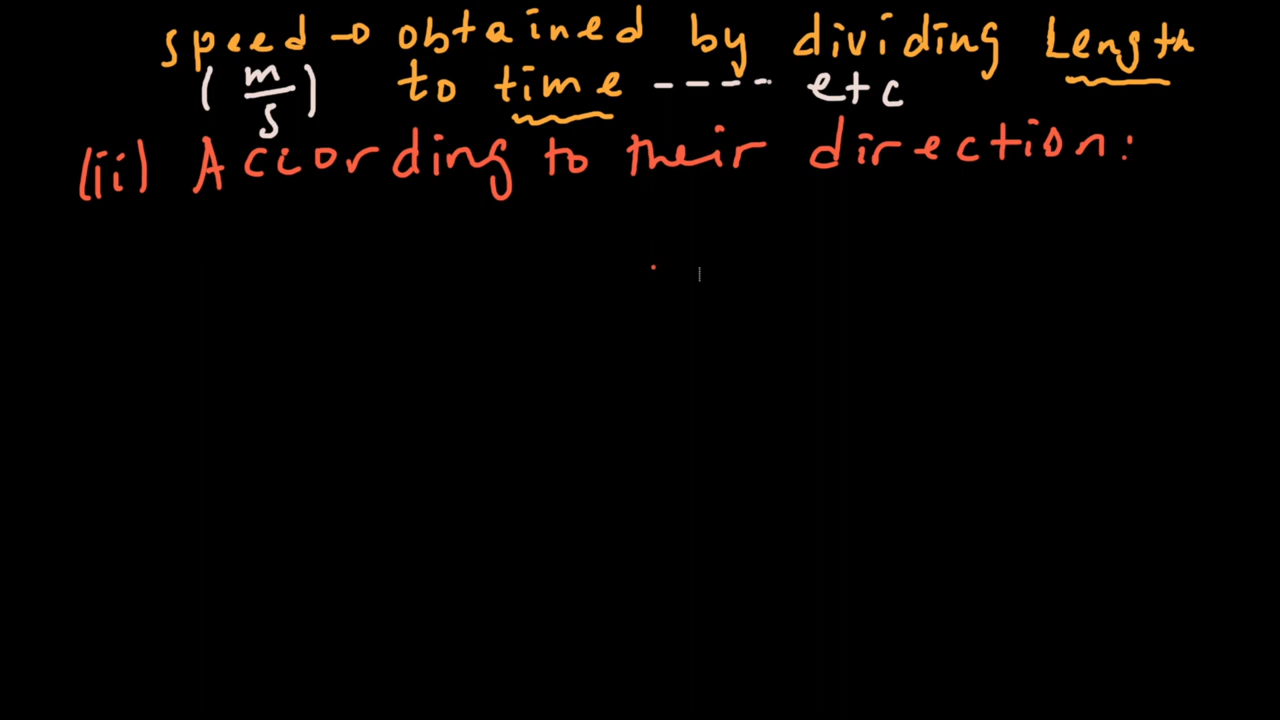 speed → obtained by dividing Length
(m/s) to time ---- etc
(ii) According to their direction: